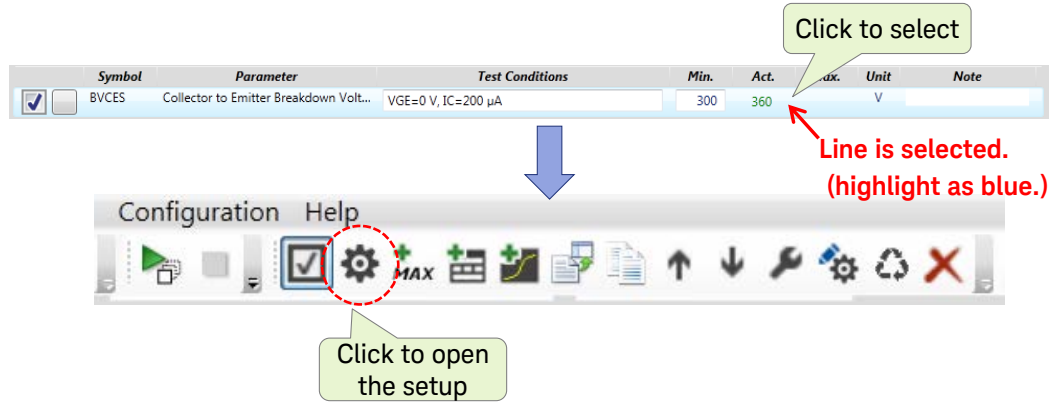 Click to select
Symbol Parameter Test Conditions Min. Act. Unit Note
BVCES Collector to Emitter Breakdown Volt... VGE=0 V, IC=200 µA 300 360 V
Line is selected.
(highlight as blue.)
Configuration Help
MAX
Click to open
the setup